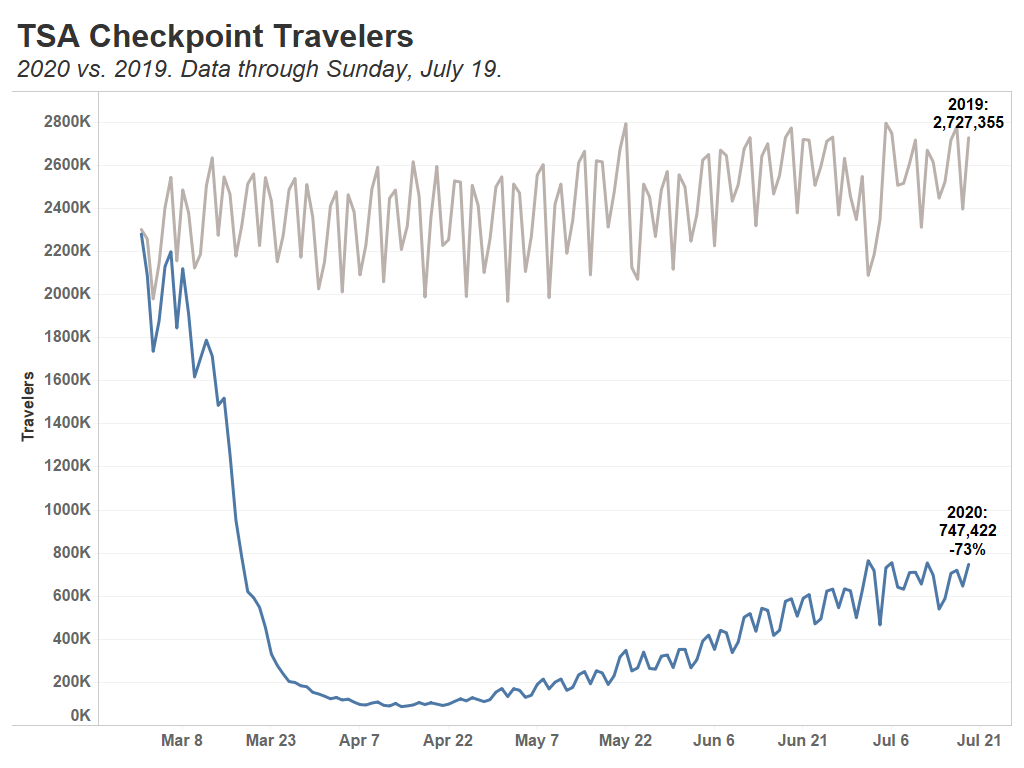 TSA Checkpoint Travelers
2020 vs. 2019. Data through Sunday, July 19.
2019:
2,727,355
2800K
2600K
2400K
2200K
2000K
1800K
1600K
1400K
1200K
1000K
800K
600K
400K
200K
0K
Travelers
2020:
747,422
-73%
Mar 8
Mar 23
Apr 7
Apr 22
May 7
May 22
Jun 6
Jun 21
Jul 6
Jul 21